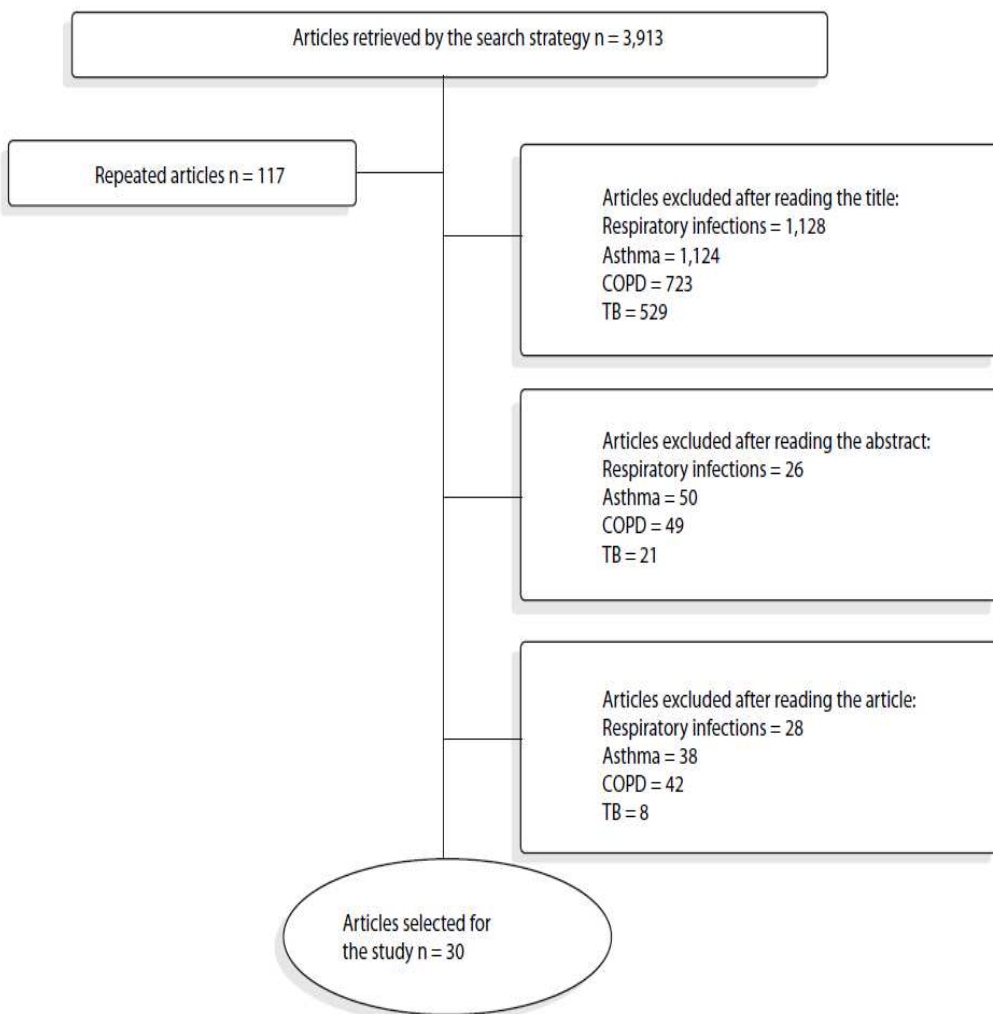 Articles retrieved by the search strategy n = 3,913
Repeated articles n = 117
Articles excluded after reading the title:
Respiratory infections = 1,128
Asthma = 1,124
COPD = 723
TB = 529
Articles excluded after reading the abstract:
Respiratory infections = 26
Asthma = 50
COPD = 49
TB = 21
Articles excluded after reading the article:
Respiratory infections = 28
Asthma = 38
COPD = 42
TB = 8
Articles selected for
the study n = 30